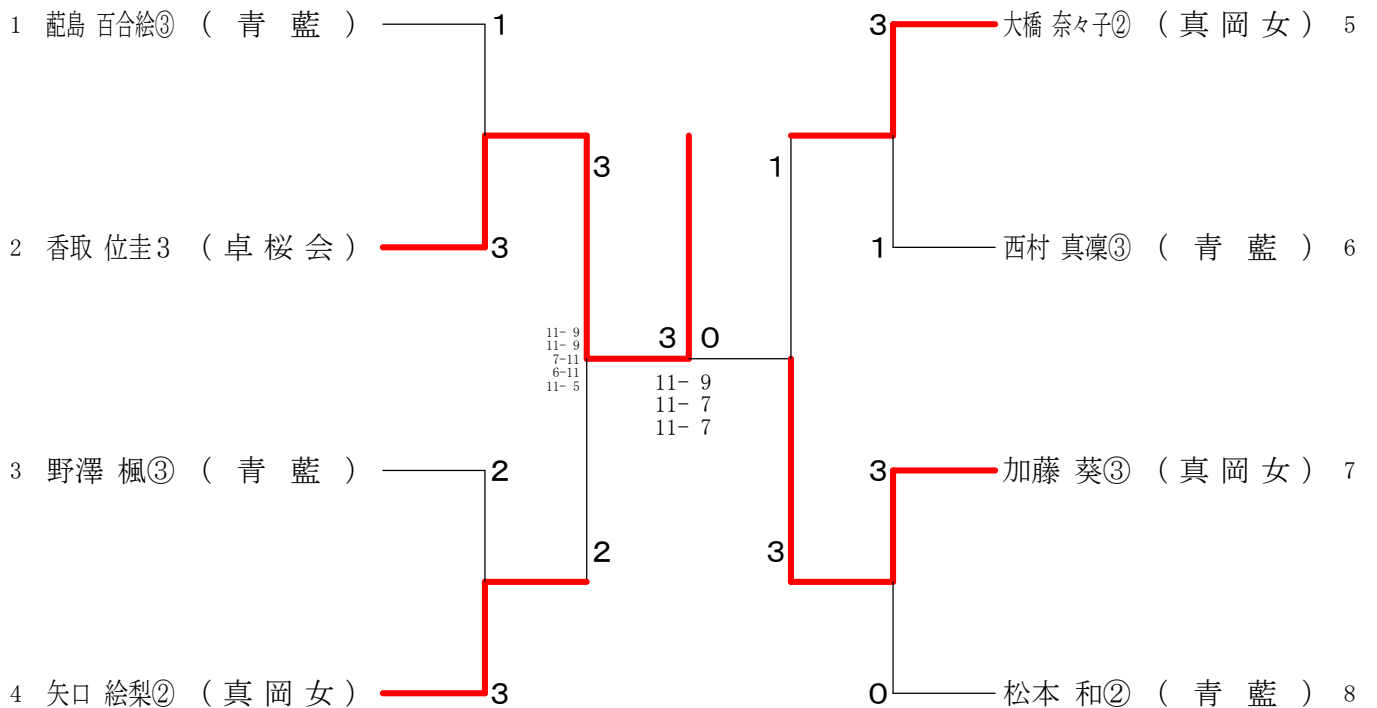 1 蓜島 百合絵③ ( 青 藍 ) 1
3 大橋 奈々子② ( 真 岡 女 ) 5
3
1
2 香取 位圭3 ( 卓 桜 会 ) 3
1 西村 真凜③ ( 青 藍 ) 6
11- 9
11- 9
7-11
6-11
11- 5
3 0
11- 9
11- 7
11- 7
3 野澤 楓③ ( 青 藍 ) 2
3 加藤 葵③ ( 真 岡 女 ) 7
2
3
4 矢口 絵梨② ( 真 岡 女 ) 3
0 松本 和② ( 青 藍 ) 8